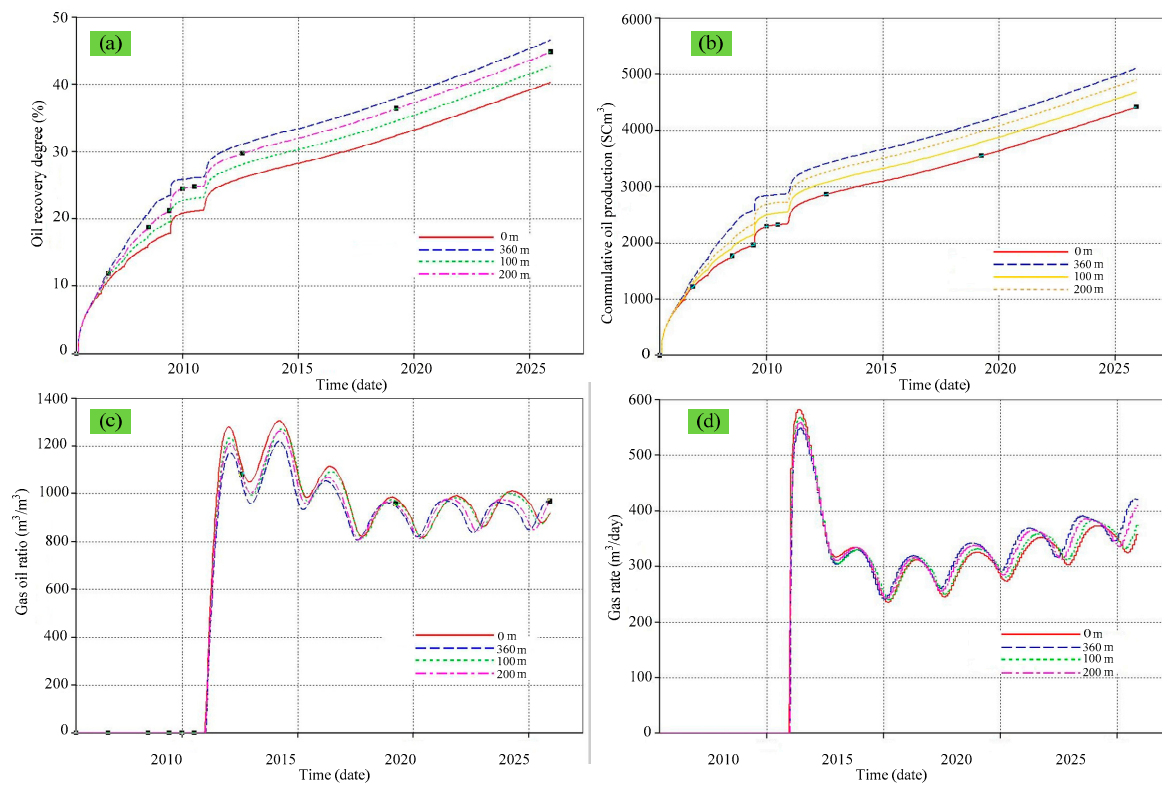 (a)
Oil recovery degree (%)
50
40
30
20
10
0
0 m
360 m
100 m
200 m
2010 2015 2020 2025
Time (date)
(b)
Commulative oil production (SCm³)
6000
5000
4000
3000
2000
1000
0
0 m
360 m
100 m
200 m
2010 2015 2020 2025
Time (date)
(c)
Gas oil ratio (m³/m³)
1400
1200
1000
800
600
400
200
0
0 m
360 m
100 m
200 m
2010 2015 2020 2025
Time (date)
(d)
Gas rate (m³/day)
600
500
400
300
200
100
0
0 m
360 m
100 m
200 m
2010 2015 2020 2025
Time (date)